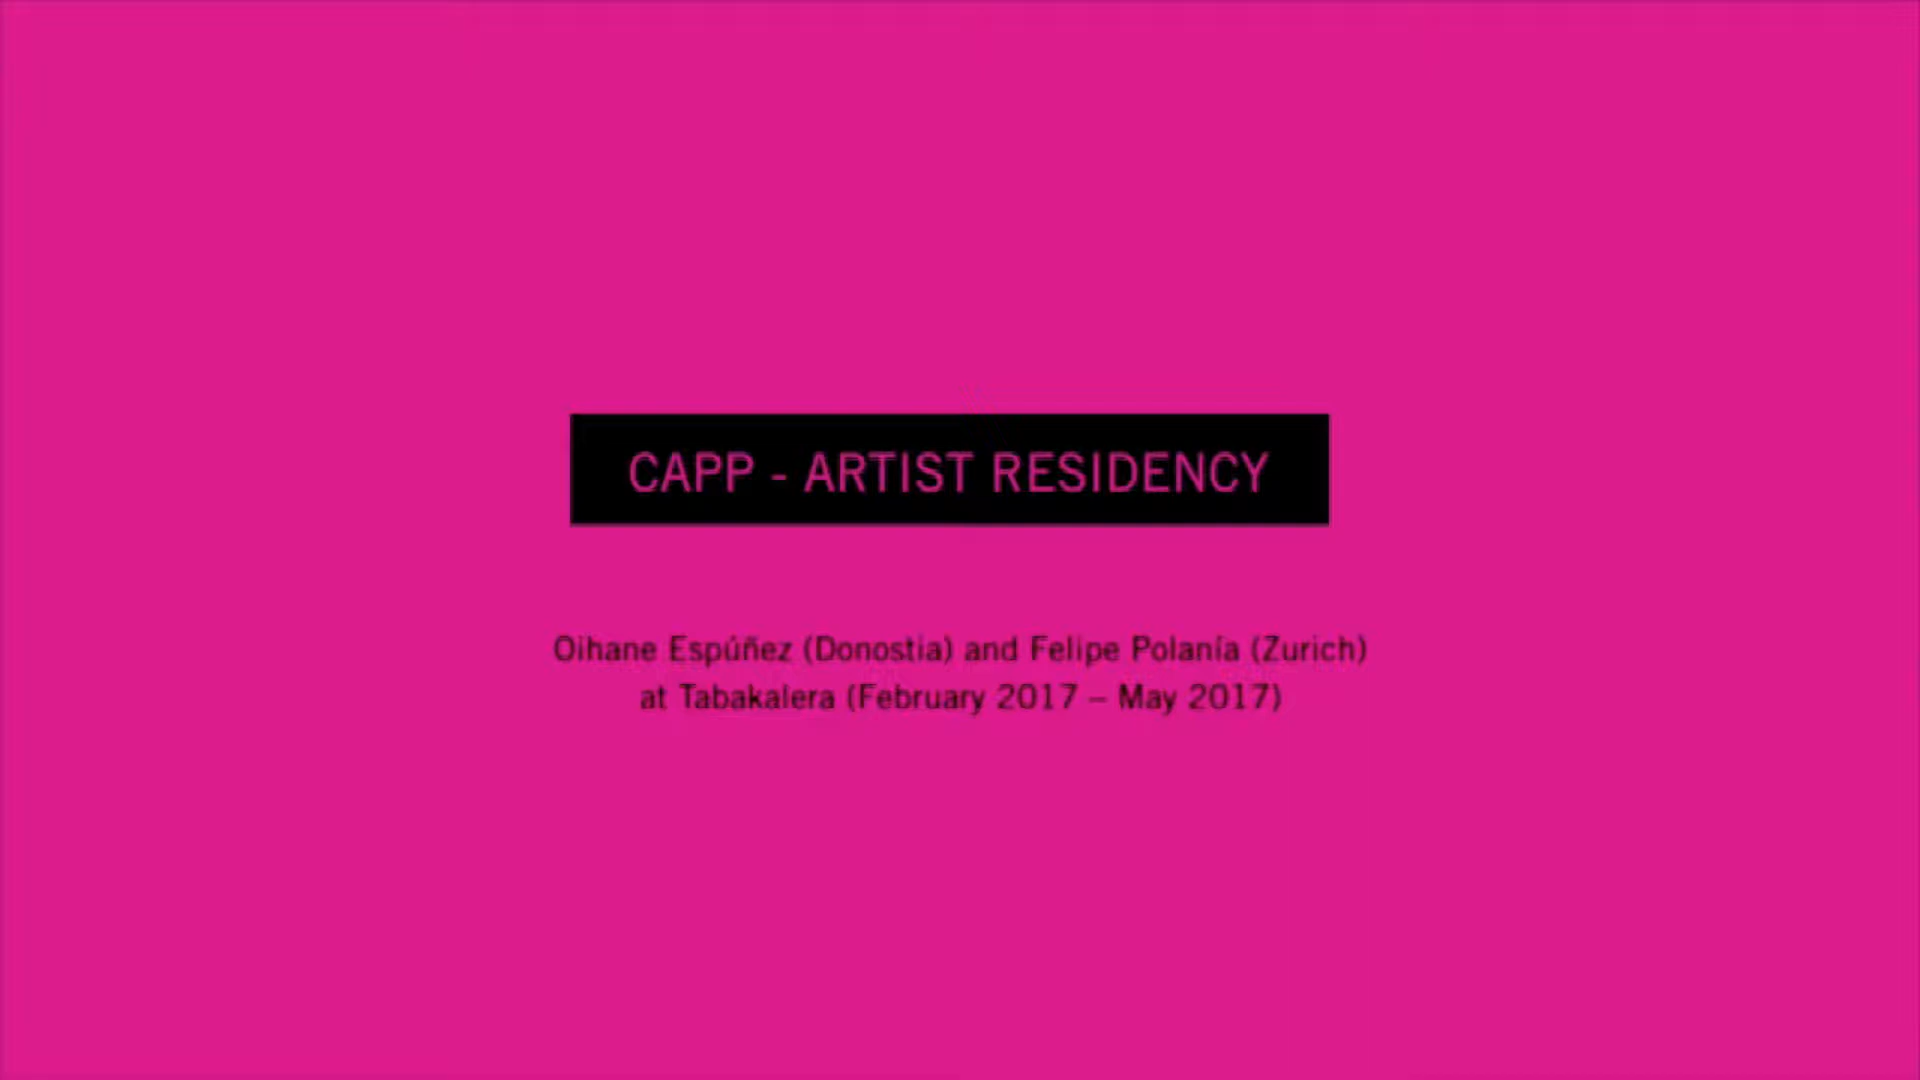 CAPP - ARTIST RESIDENCY
Oihane Espúñez (Donostia) and Felipe Polanía (Zurich)
at Tabakalera (February 2017 – May 2017)